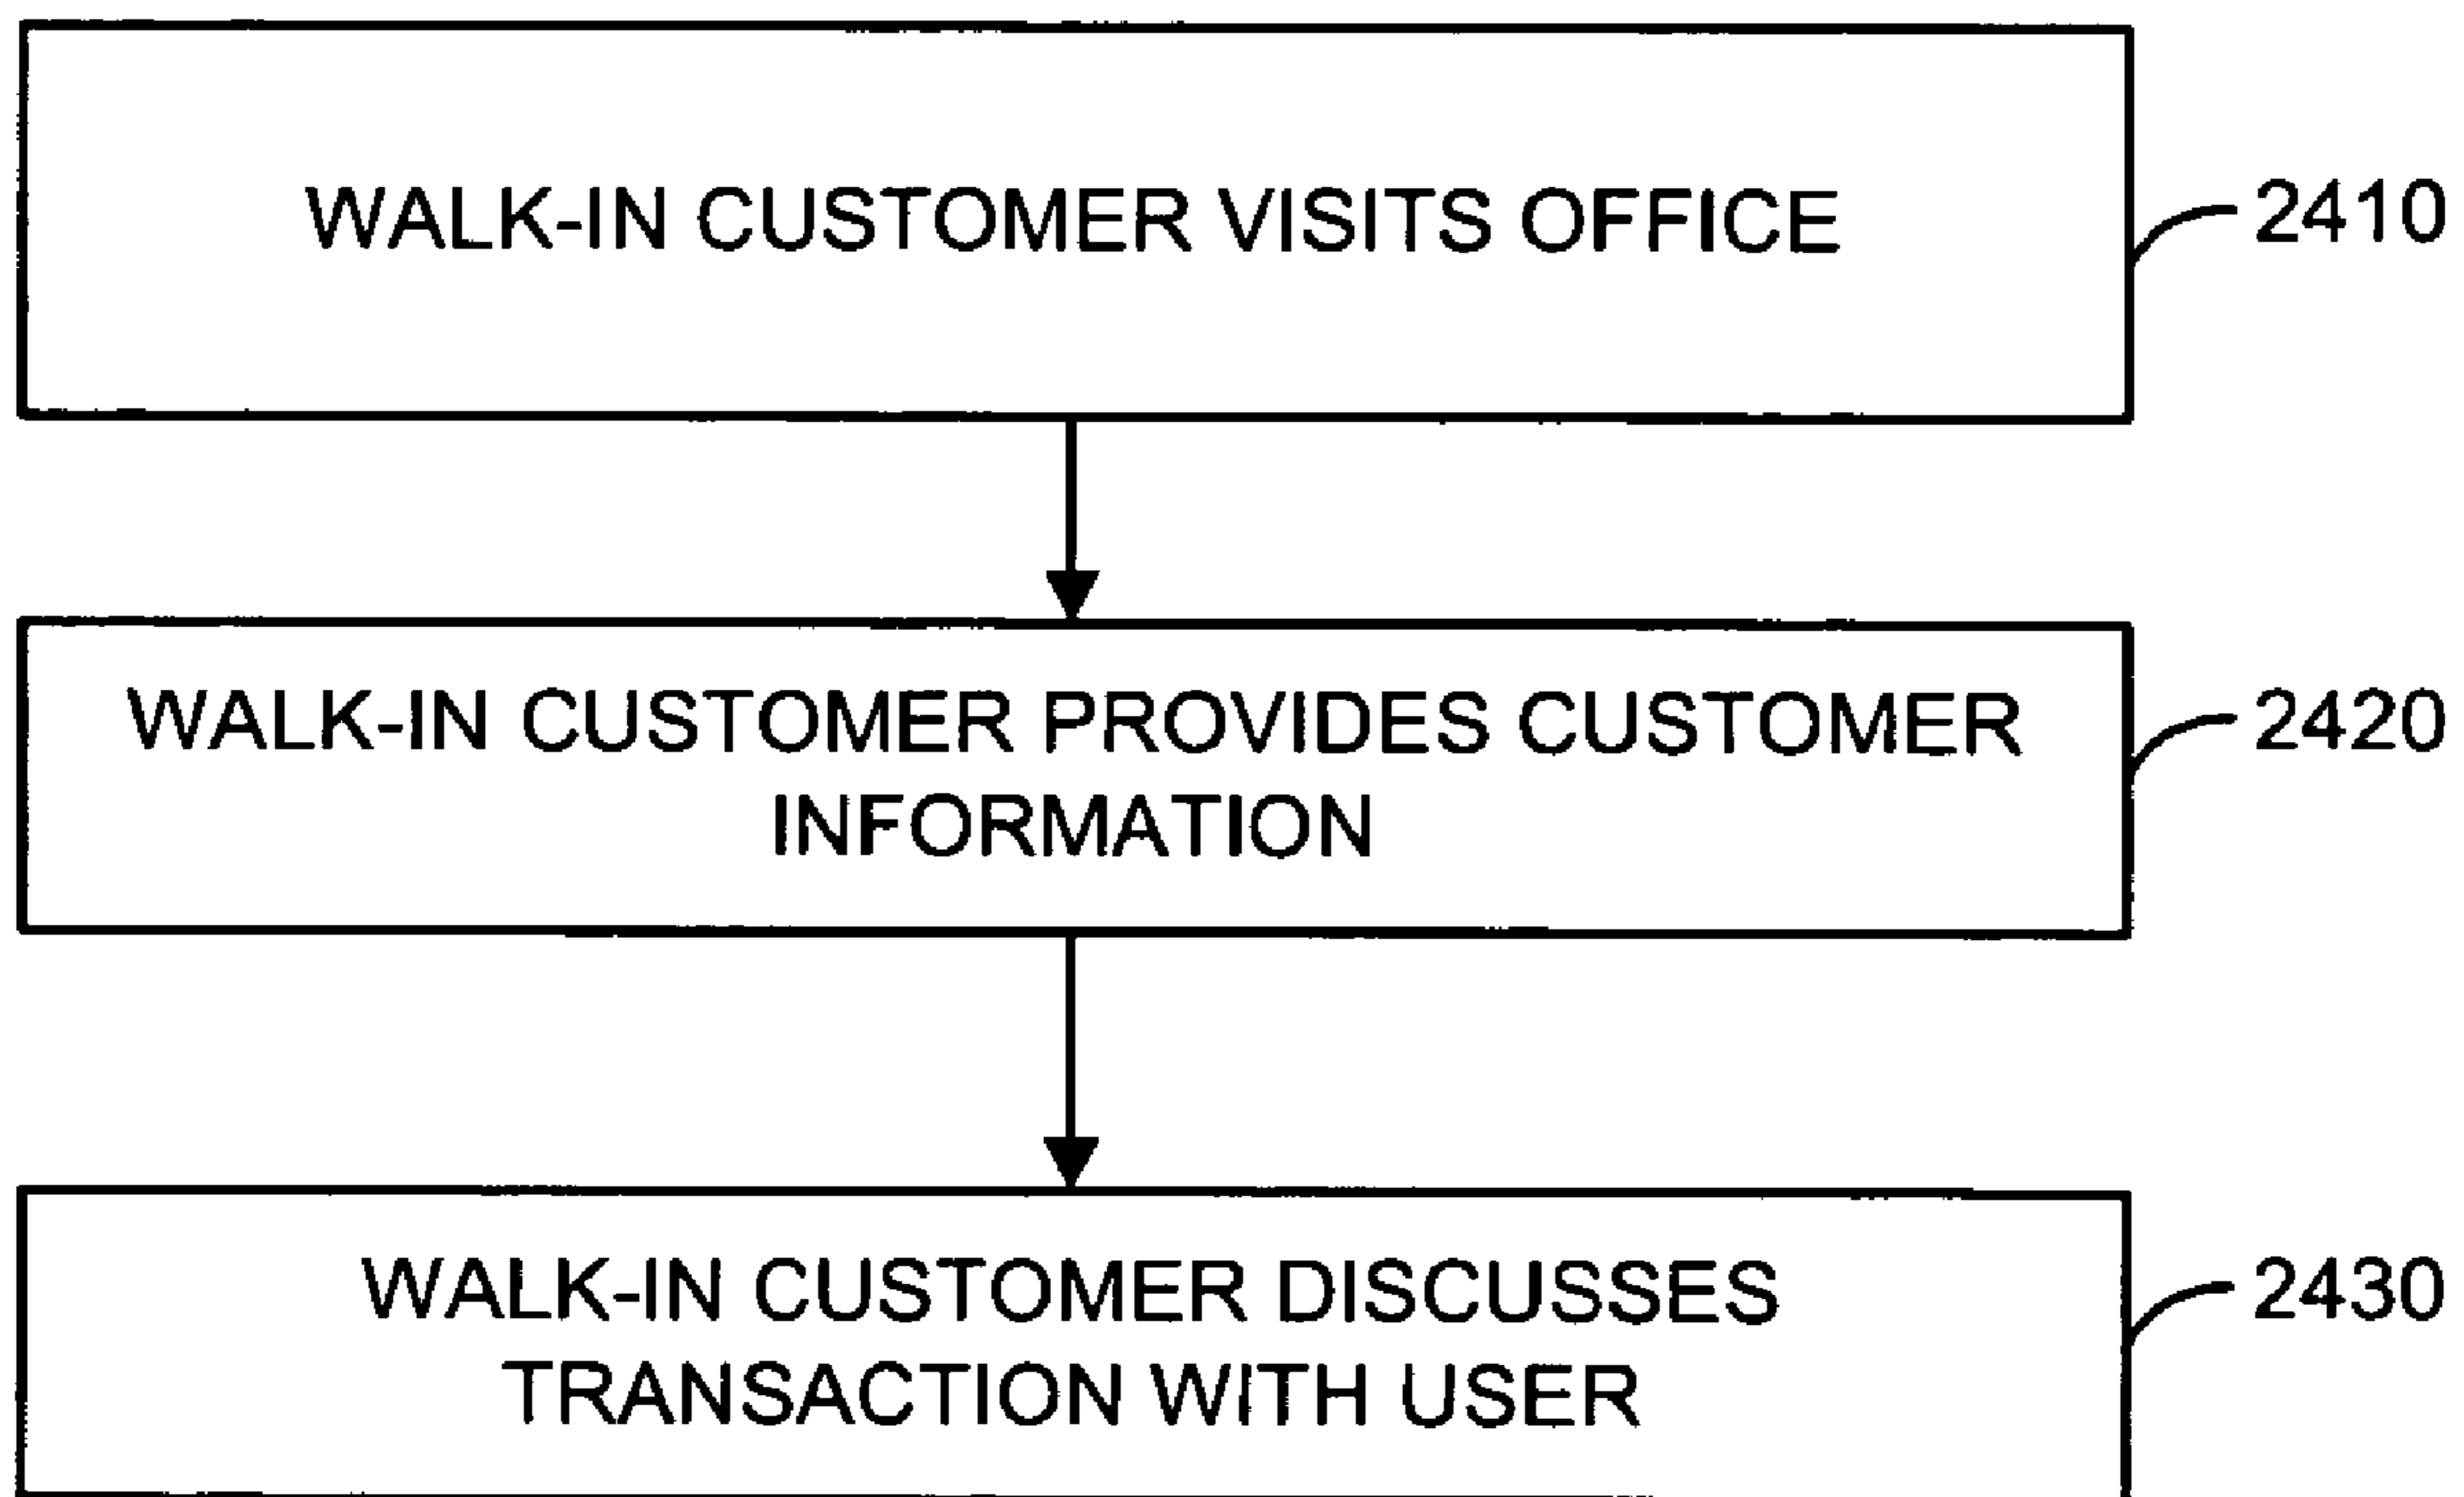 WALK-IN CUSTOMER VISITS OFFICE
2410
WALK-IN CUSTOMER PROVIDES CUSTOMER
INFORMATION
2420
WALK-IN CUSTOMER DISCUSSES
TRANSACTION WITH USER
2430